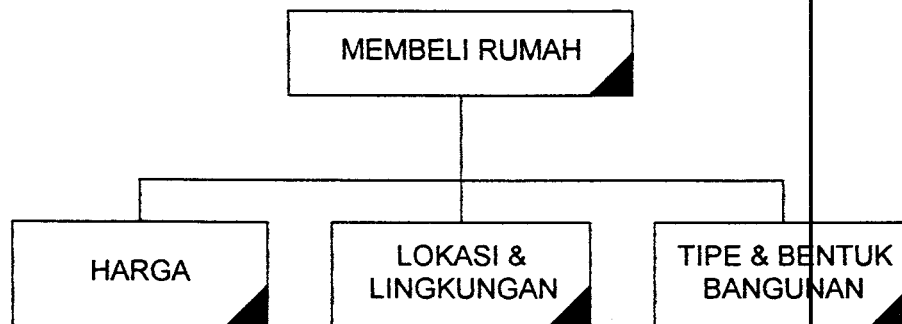 MEMBELI RUMAH
HARGA
LOKASI &
LINGKUNGAN
TIPE & BENTUK
BANGUNAN